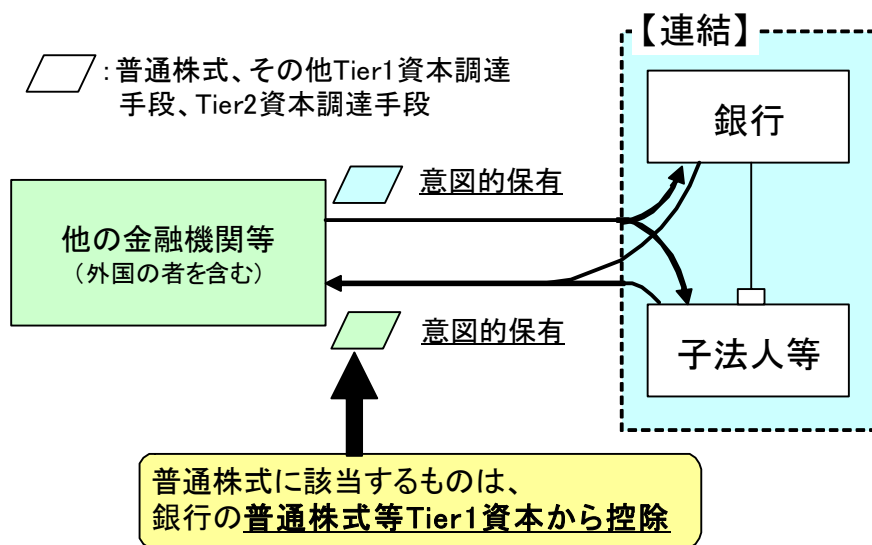 【連結】
：普通株式、その他Tier1資本調達
手段、Tier2資本調達手段
銀行
意図的保有
他の金融機関等
（外国の者を含む）
意図的保有
子法人等
普通株式に該当するものは、
銀行の普通株式等Tier1資本から控除